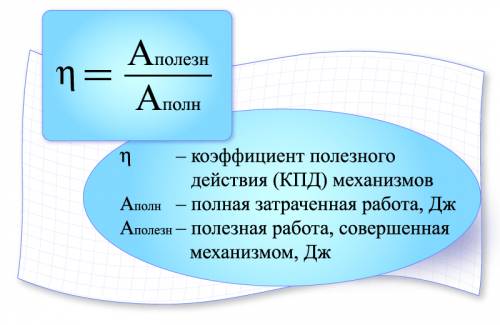 η = Aполезн
Aполн
η – коэффициент полезного
действия (КПД) механизмов
Aполн – полная затраченная работа, Дж
Aполезн – полезная работа, совершенная
механизмом, Дж